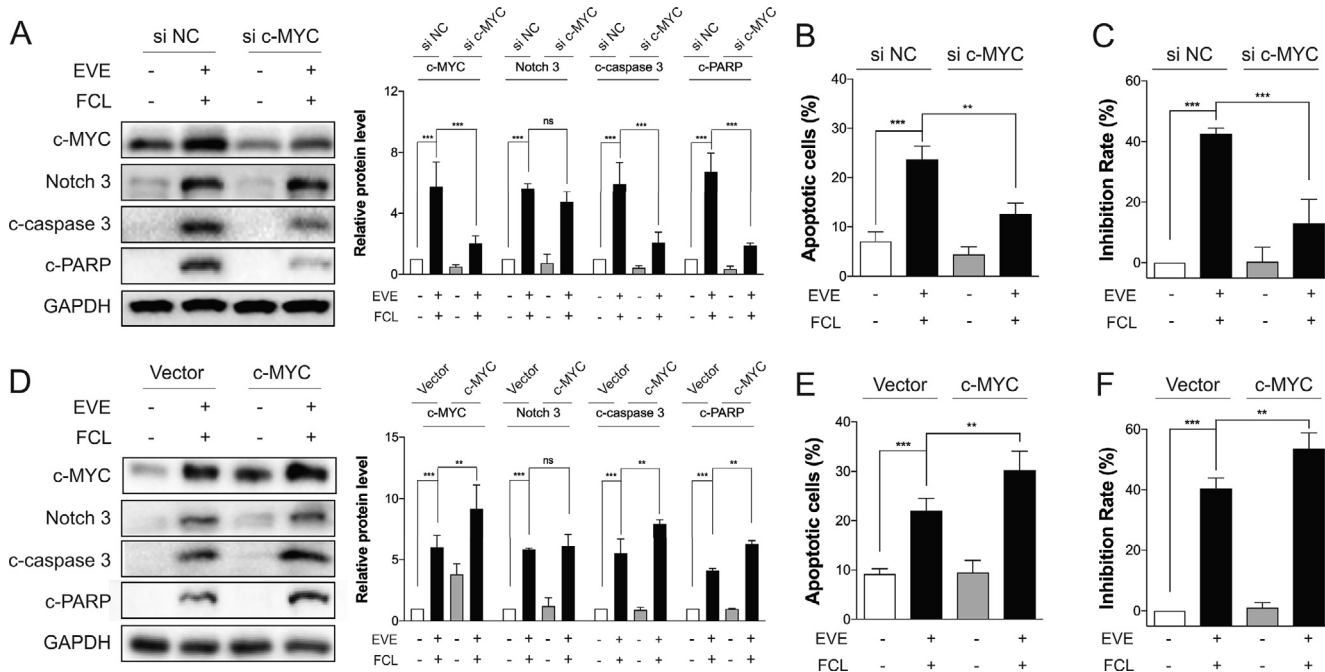 A
si NC si c-MYC
EVE - + - +
FCL - + - +
c-MYC
Notch 3
c-caspase 3
c-PARP
GAPDH
si NC si c-MYC si NC si c-MYC si NC si c-MYC si NC si c-MYC
c-MYC Notch 3 c-caspase 3 c-PARP
Relative protein level
12
8
4
0
*** *** *** ns *** *** *** ***
EVE - + - + - + - + - + - + - + - +
FCL - + - + - + - + - + - + - + - +
B
si NC si c-MYC
Apoptotic cells (%)
40
30
20
10
0
*** **
EVE - + - +
FCL - + - +
C
si NC si c-MYC
Inhibition Rate (%)
60
40
20
0
*** ***
EVE - + - +
FCL - + - +
D
Vector c-MYC
EVE - + - +
FCL - + - +
c-MYC
Notch 3
c-caspase 3
c-PARP
GAPDH
Vector c-MYC Vector c-MYC Vector c-MYC Vector c-MYC
c-MYC Notch 3 c-caspase 3 c-PARP
Relative protein level
15
10
5
0
*** ** *** ns *** ** *** **
EVE - + - + - + - + - + - + - + - +
FCL - + - + - + - + - + - + - + - +
E
Vector c-MYC
Apoptotic cells (%)
40
30
20
10
0
*** **
EVE - + - +
FCL - + - +
F
Vector c-MYC
Inhibition Rate (%)
60
40
20
0
*** **
EVE - + - +
FCL - + - +